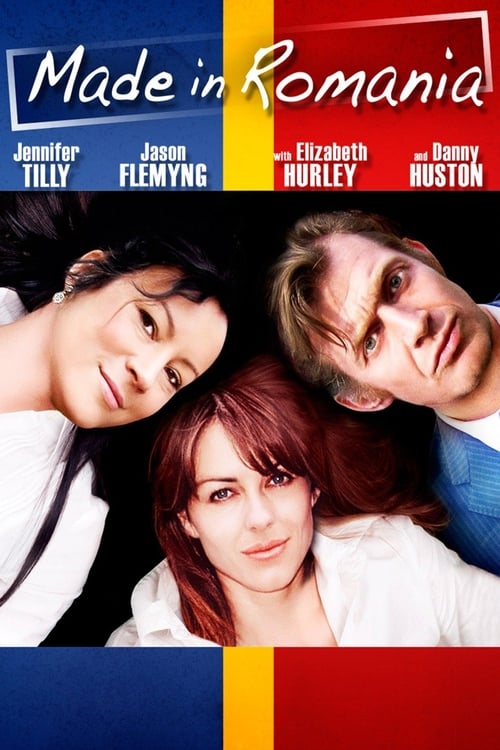 Made in Romania
Jennifer TILLY
Jason FLEMYNG
with Elizabeth HURLEY
and Danny HUSTON